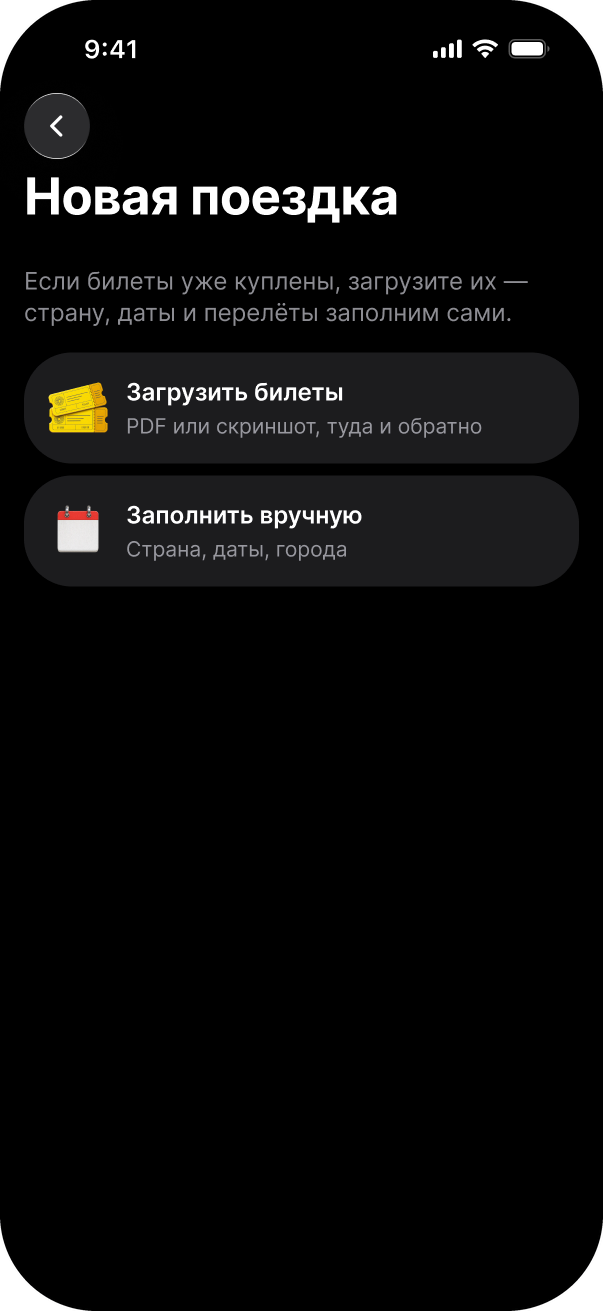 9:41
Новая поездка
Если билеты уже куплены, загрузите их —
страну, даты и перелёты заполним сами.
Загрузить билеты
PDF или скриншот, туда и обратно
Заполнить вручную
Страна, даты, города